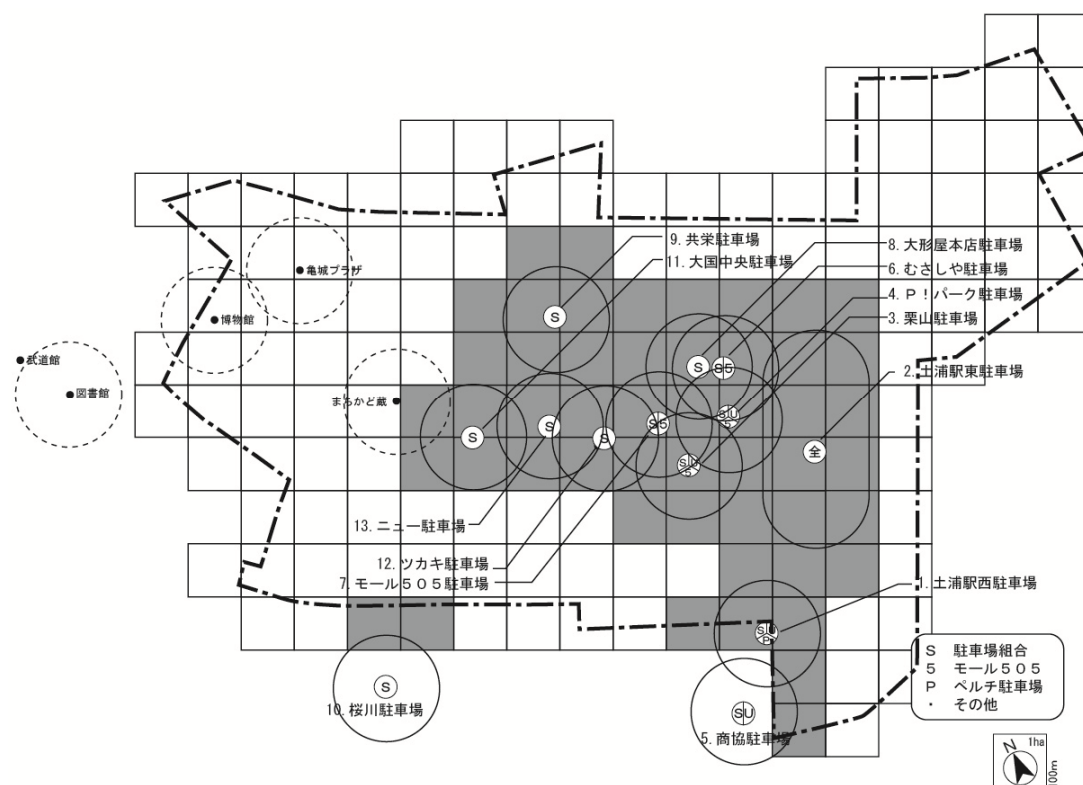 9. 共栄駐車場
11. 大国中央駐車場
8. 大形屋本店駐車場
6. むさしや駐車場
4. P！パーク駐車場
3. 栗山駐車場
2. 土浦駅東駐車場
亀城プラザ
博物館
武道館
図書館
まちかど蔵
S
S
S5
SU5
全
S
S
S
S5
SU5
13. ニュー駐車場
12. ツカキ駐車場
7. モール５０５駐車場
1. 土浦駅西駐車場
SUP
S
10. 桜川駐車場
SU
5. 商協駐車場
S 駐車場組合
5 モール５０５
P ペルチ駐車場
・ その他
N
1ha
100m